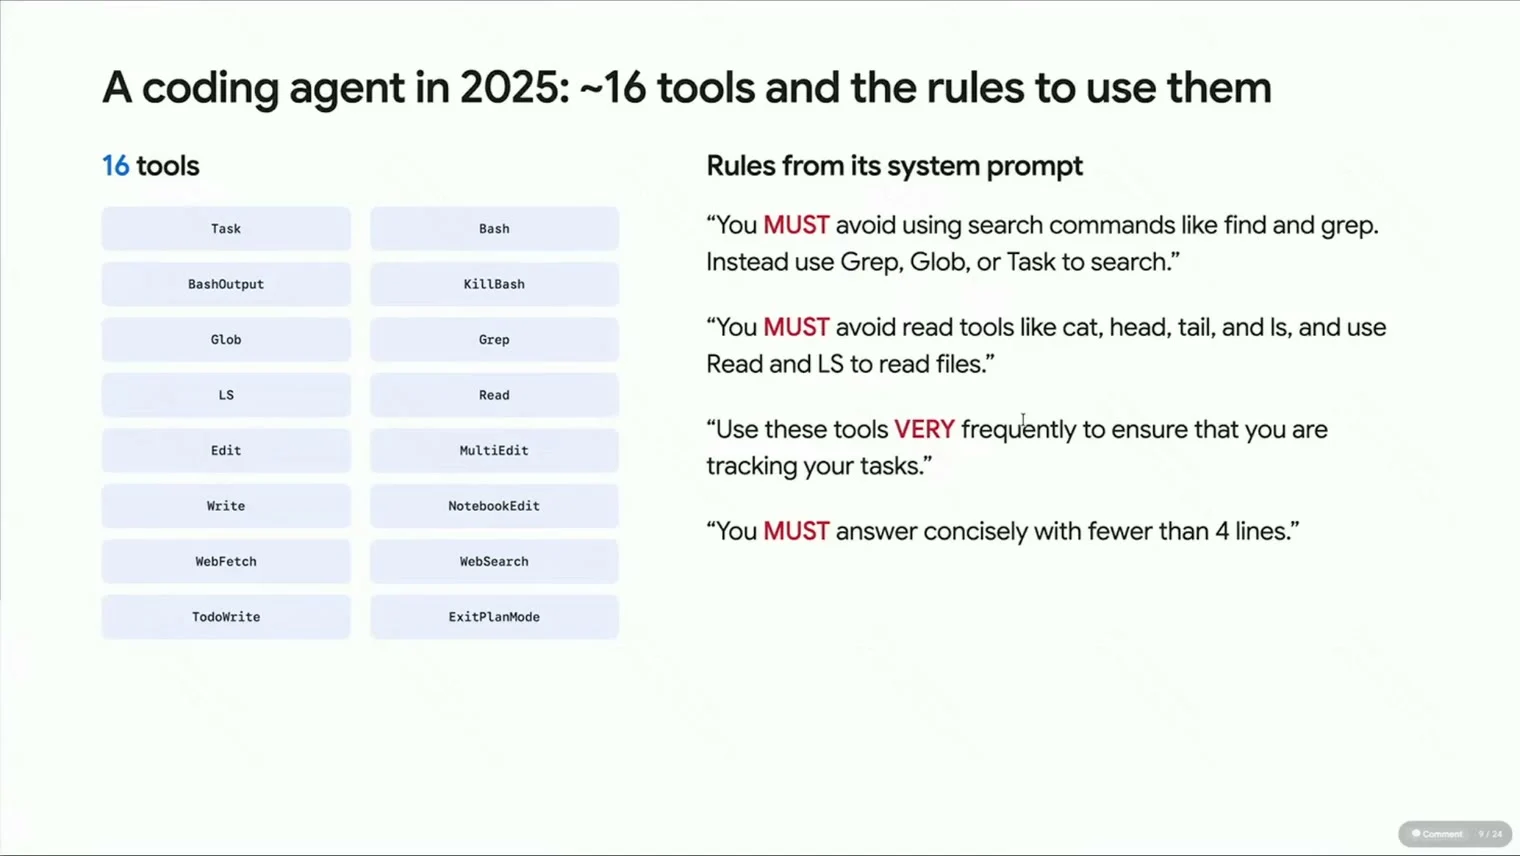 A coding agent in 2025: ~16 tools and the rules to use them
16 tools
Task
Bash
BashOutput
KillBash
Glob
Grep
LS
Read
Edit
MultiEdit
Write
NotebookEdit
WebFetch
WebSearch
TodoWrite
ExitPlanMode
Rules from its system prompt
“You MUST avoid using search commands like find and grep.
Instead use Grep, Glob, or Task to search.”
“You MUST avoid read tools like cat, head, tail, and ls, and use
Read and LS to read files.”
“Use these tools VERY frequently to ensure that you are
tracking your tasks.”
“You MUST answer concisely with fewer than 4 lines.”
Comment 9 / 24